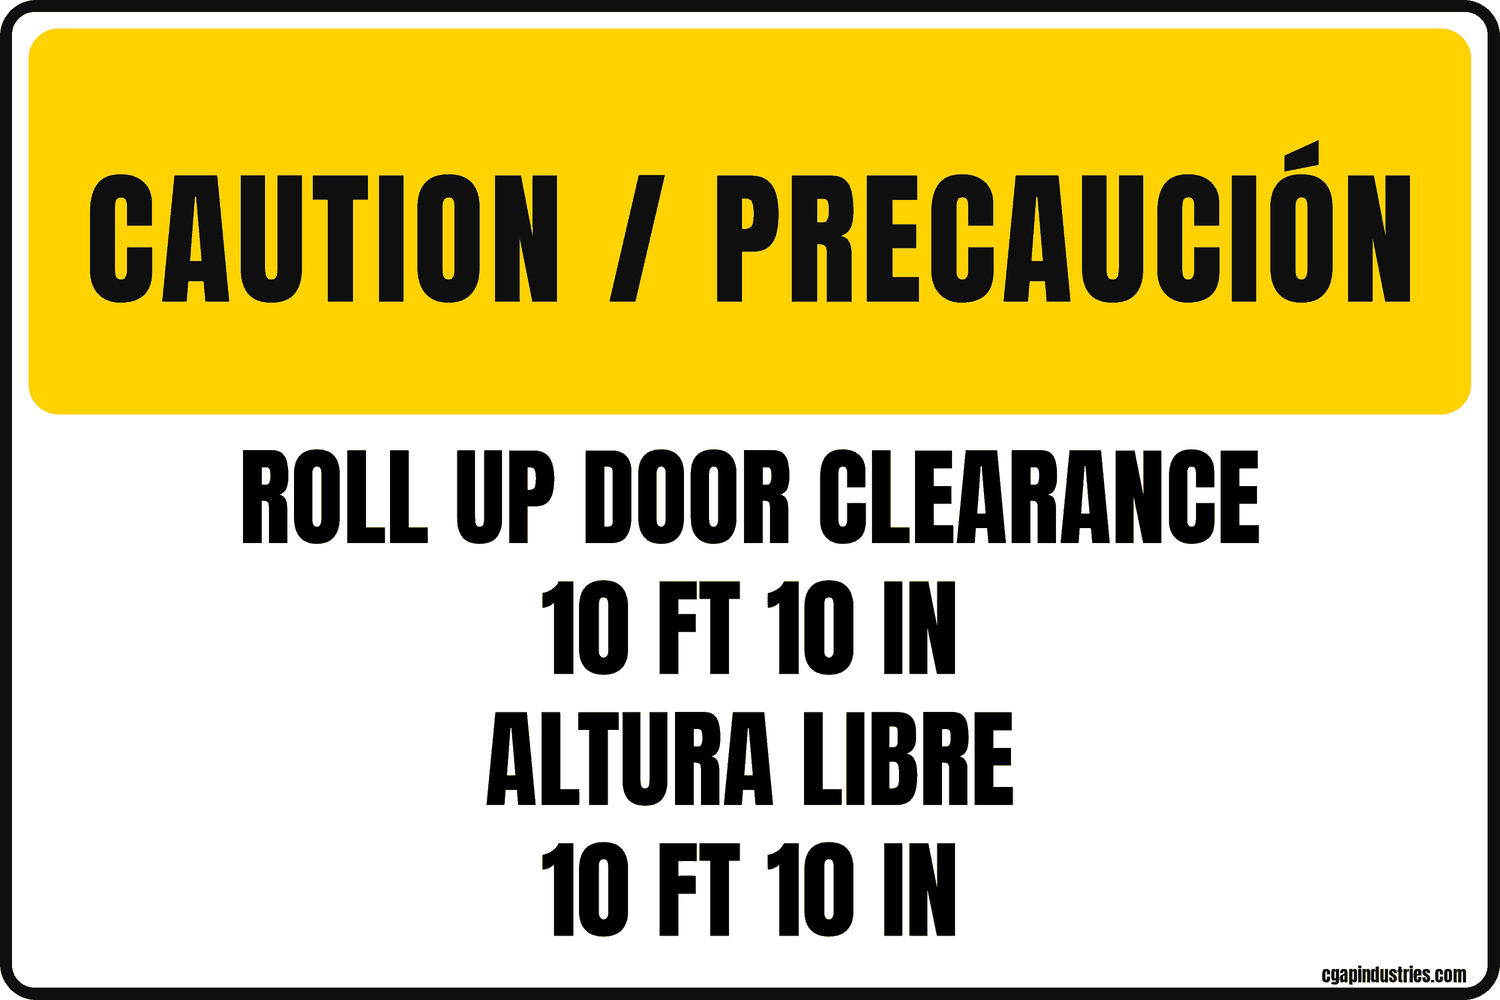 CAUTION / PRECAUCIÓN
ROLL UP DOOR CLEARANCE
10 FT 10 IN
ALTURA LIBRE
10 FT 10 IN
cgapindustries.com